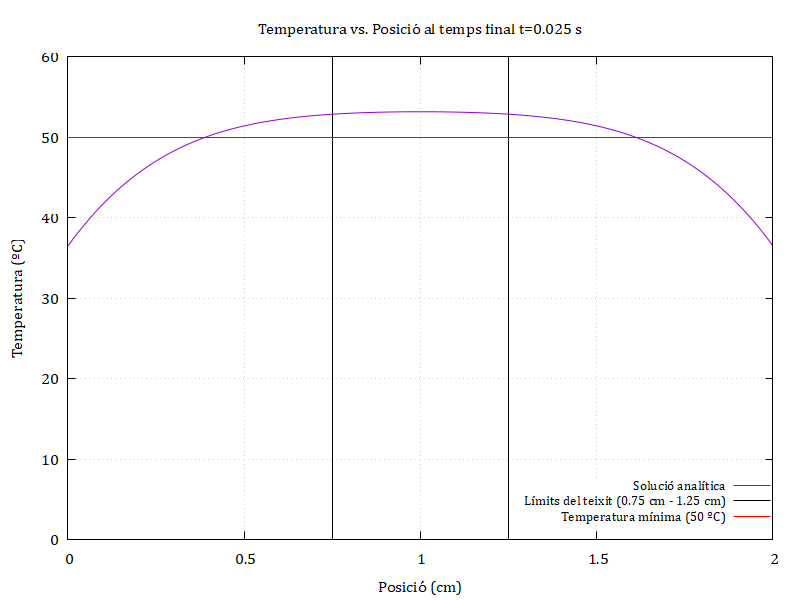 Temperatura vs. Posició al temps final t=0.025 s
60
50
40
30
20
10
0
Temperatura (ºC)
0 0.5 1 1.5 2
Posició (cm)
Solució analítica
Límits del teixit (0.75 cm - 1.25 cm)
Temperatura mínima (50 ºC)